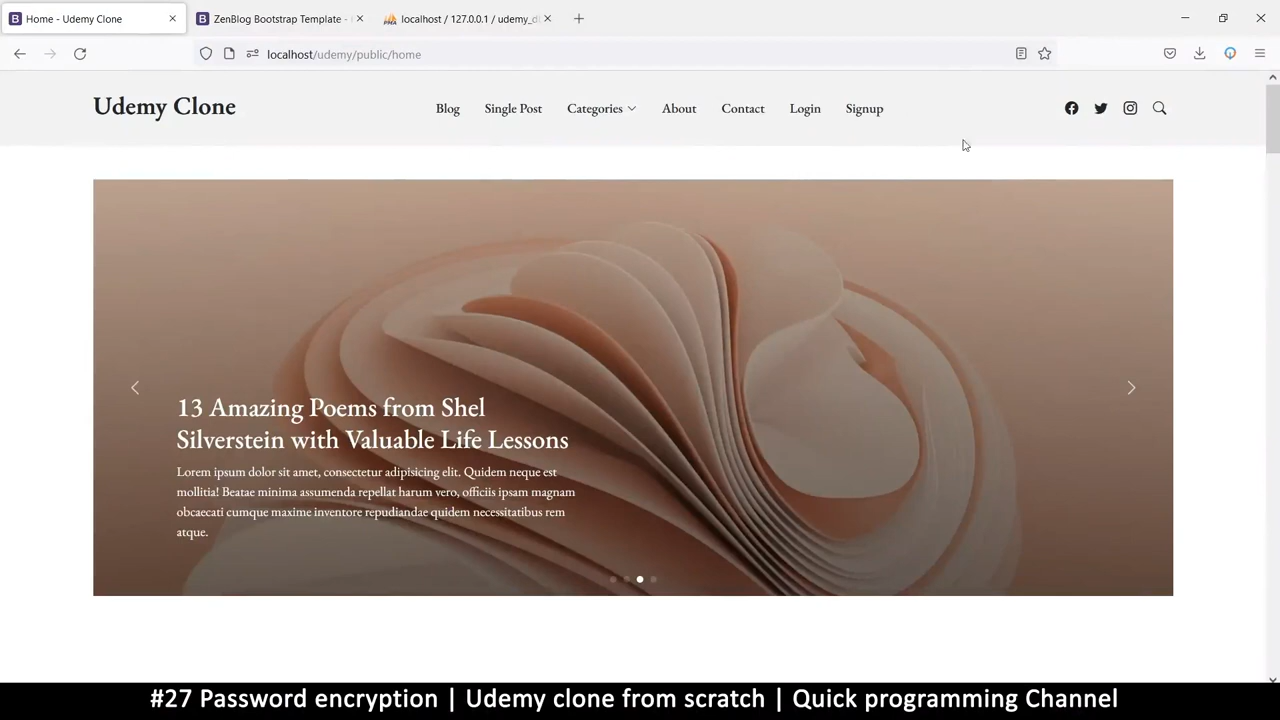 Home - Udemy Clone
ZenBlog Bootstrap Template -
localhost / 127.0.0.1 / udemy_d
localhost/udemy/public/home
Udemy Clone
Blog
Single Post
Categories
About
Contact
Login
Signup
13 Amazing Poems from Shel
Silverstein with Valuable Life Lessons
Lorem ipsum dolor sit amet, consectetur adipisicing elit. Quidem neque est
mollitia! Beatae minima assumenda repellat harum vero, officiis ipsam magnam
obcaecati cumque maxime inventore repudiandae quidem necessitatibus rem
atque.
#27 Password encryption | Udemy clone from scratch | Quick programming Channel